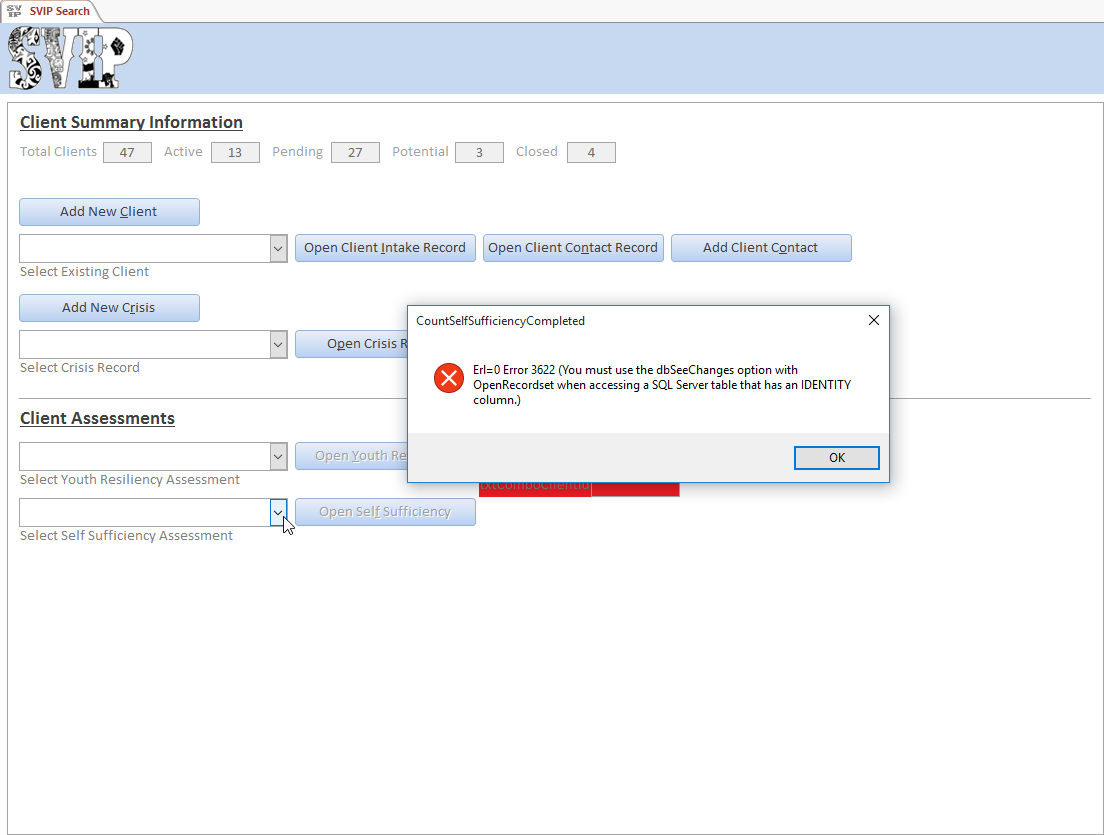 SV
IP
SVIP Search
SVIP
Client Summary Information
Total Clients 47 Active 13 Pending 27 Potential 3 Closed 4
Add New Client
Open Client Intake Record Open Client Contact Record Add Client Contact
Select Existing Client
Add New Crisis
Open Crisis R
Select Crisis Record
CountSelfSufficiencyCompleted
Erl=0 Error 3622 (You must use the dbSeeChanges option with
OpenRecordset when accessing a SQL Server table that has an IDENTITY
column.)
OK
Client Assessments
Open Youth Re
Select Youth Resiliency Assessment
txtComboClientId
Open Self Sufficiency
Select Self Sufficiency Assessment